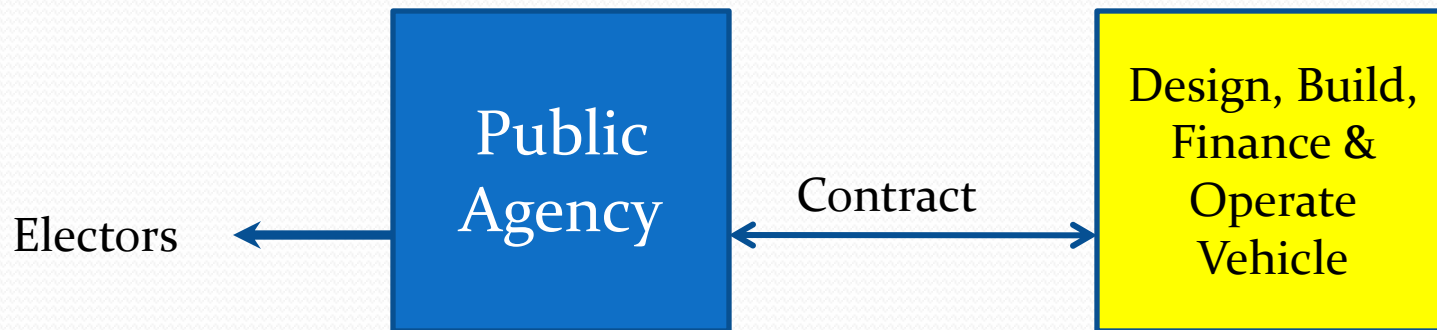 Electors
Public
Agency
Contract
Design, Build,
Finance &
Operate
Vehicle